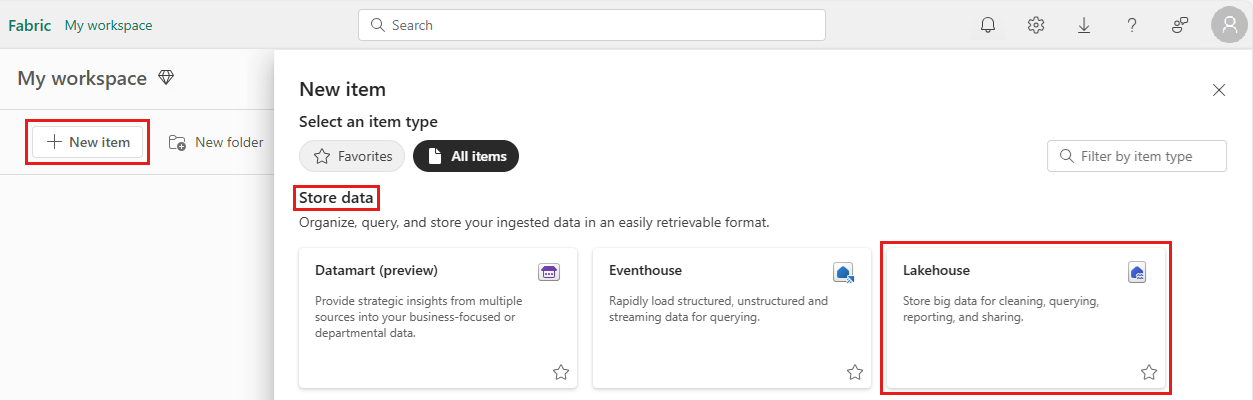 Fabric My workspace Search
My workspace
New item New folder
New item
Select an item type
Favorites All items Filter by item type
Store data
Organize, query, and store your ingested data in an easily retrievable format.
Datamart (preview)
Provide strategic insights from multiple
sources into your business-focused or
departmental data.
Eventhouse
Rapidly load structured, unstructured and
streaming data for querying.
Lakehouse
Store big data for cleaning, querying,
reporting, and sharing.